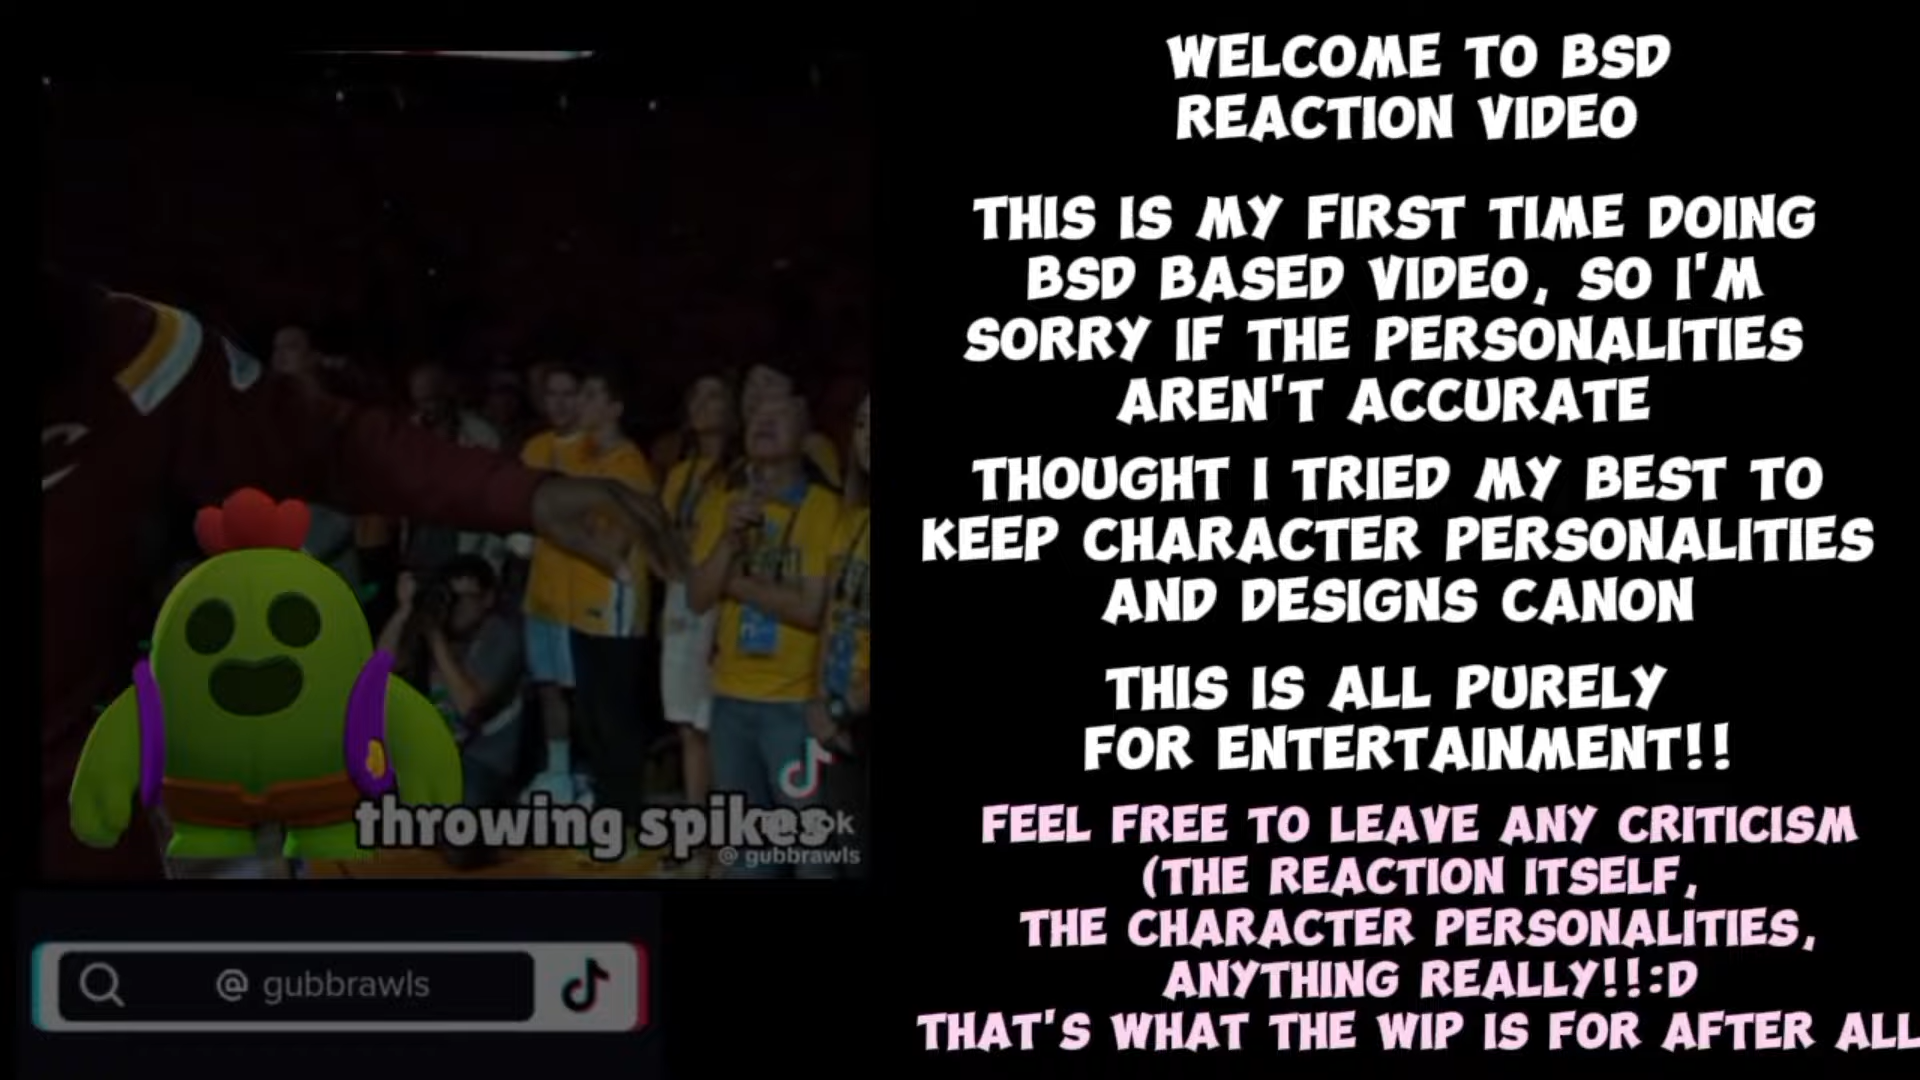 WELCOME TO BSD
REACTION VIDEO
THIS IS MY FIRST TIME DOING
BSD BASED VIDEO, SO I'M
SORRY IF THE PERSONALITIES
AREN'T ACCURATE
THOUGHT I TRIED MY BEST TO
KEEP CHARACTER PERSONALITIES
AND DESIGNS CANON
THIS IS ALL PURELY
FOR ENTERTAINMENT!!
FEEL FREE TO LEAVE ANY CRITICISM
(THE REACTION ITSELF,
THE CHARACTER PERSONALITIES,
ANYTHING REALLY!!:D
THAT'S WHAT THE WIP IS FOR AFTER ALL
throwing spikes
@ gubbrawls
@ gubbrawls